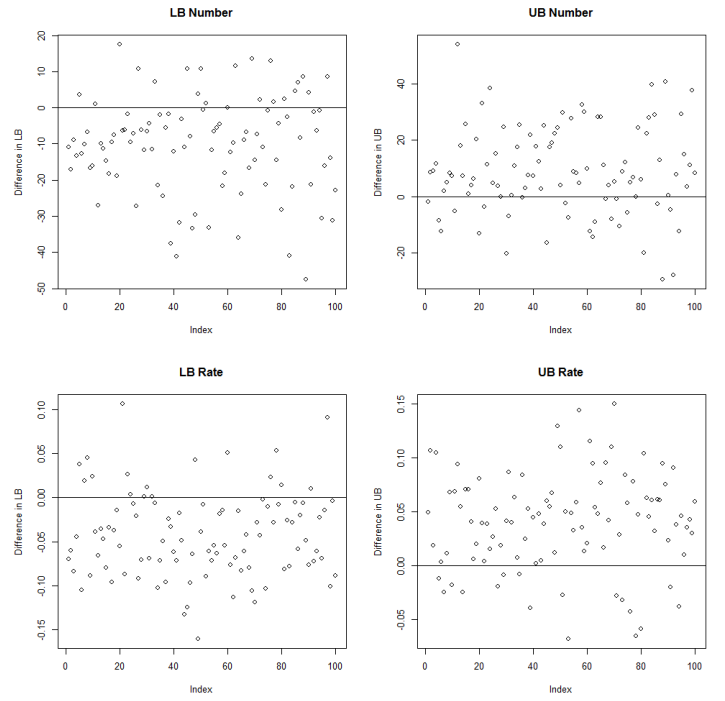 LB Number
Difference in LB
20
10
0
-10
-20
-30
-40
-50
0 20 40 60 80 100
Index
UB Number
Difference in UB
40
20
0
-20
0 20 40 60 80 100
Index
LB Rate
Difference in LB
0.10
0.05
0.00
-0.05
-0.10
-0.15
0 20 40 60 80 100
Index
UB Rate
Difference in UB
0.15
0.10
0.05
0.00
-0.05
0 20 40 60 80 100
Index